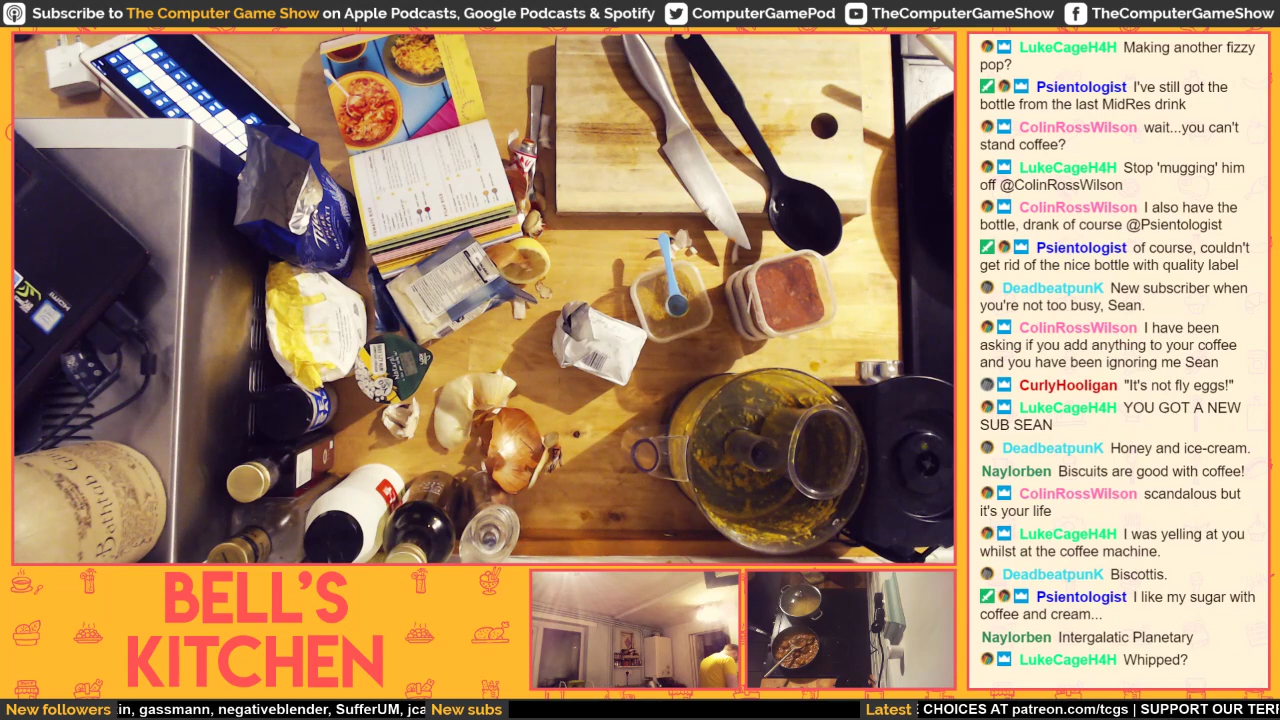 Subscribe to The Computer Game Show on Apple Podcasts, Google Podcasts & Spotify
ComputerGamePod
TheComputerGameShow
TheComputerGameShow
LukeCageH4H Making another fizzy
pop?
Psientologist I've still got the
bottle from the last MidRes drink
ColinRossWilson wait...you can't
stand coffee?
LukeCageH4H Stop 'mugging' him
off @ColinRossWilson
ColinRossWilson I also have the
bottle, drank of course @Psientologist
Psientologist of course, couldn't
get rid of the nice bottle with quality label
DeadbeatpunK New subscriber when
you're not too busy, Sean.
ColinRossWilson I have been
asking if you add anything to your coffee
and you have been ignoring me Sean
CurlyHooligan "It's not fly eggs!"
LukeCageH4H YOU GOT A NEW
SUB SEAN
DeadbeatpunK Honey and ice-cream.
Naylorben Biscuits are good with coffee!
ColinRossWilson scandalous but
it's your life
LukeCageH4H I was yelling at you
whilst at the coffee machine.
DeadbeatpunK Biscottis.
Psientologist I like my sugar with
coffee and cream...
Naylorben Intergalatic Planetary
LukeCageH4H Whipped?
Bathtub
BELL'S
KITCHEN
New followers
in, gassmann, negativeblender, SufferUM, jca
New subs
Latest
: CHOICES AT patreon.com/tcgs | SUPPORT OUR TERI